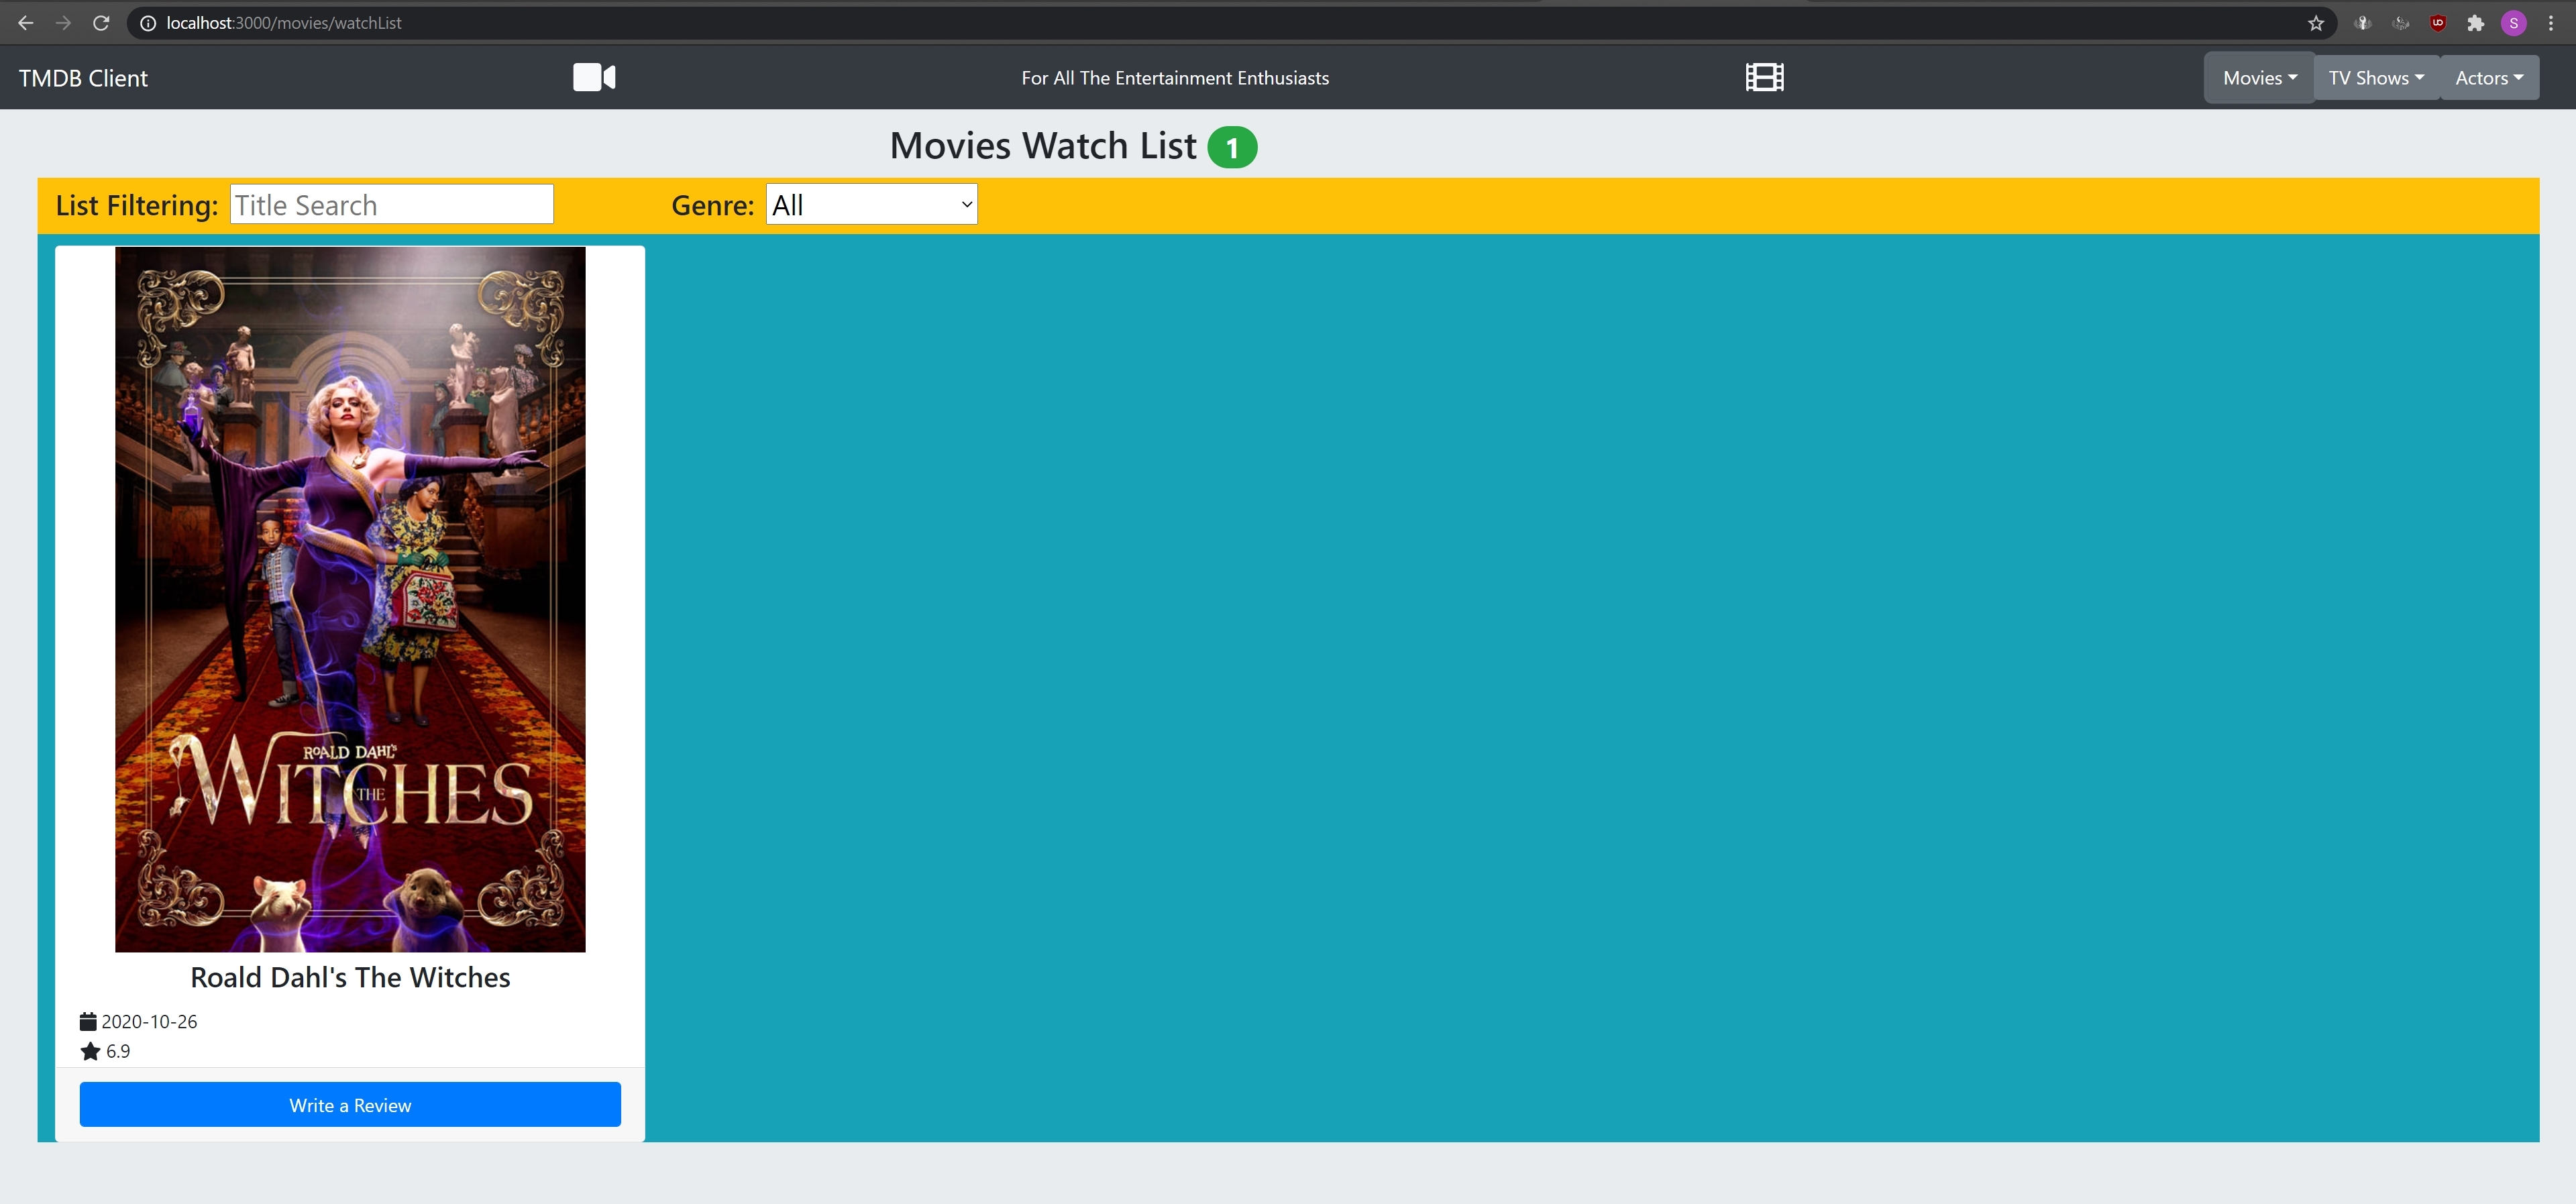 localhost:3000/movies/watchList
S
TMDB Client
For All The Entertainment Enthusiasts
Movies
TV Shows
Actors
Movies Watch List 1
List Filtering: Title Search
Genre: All
ROALD DAHL'S
THE
WITCHES
Roald Dahl's The Witches
2020-10-26
6.9
Write a Review